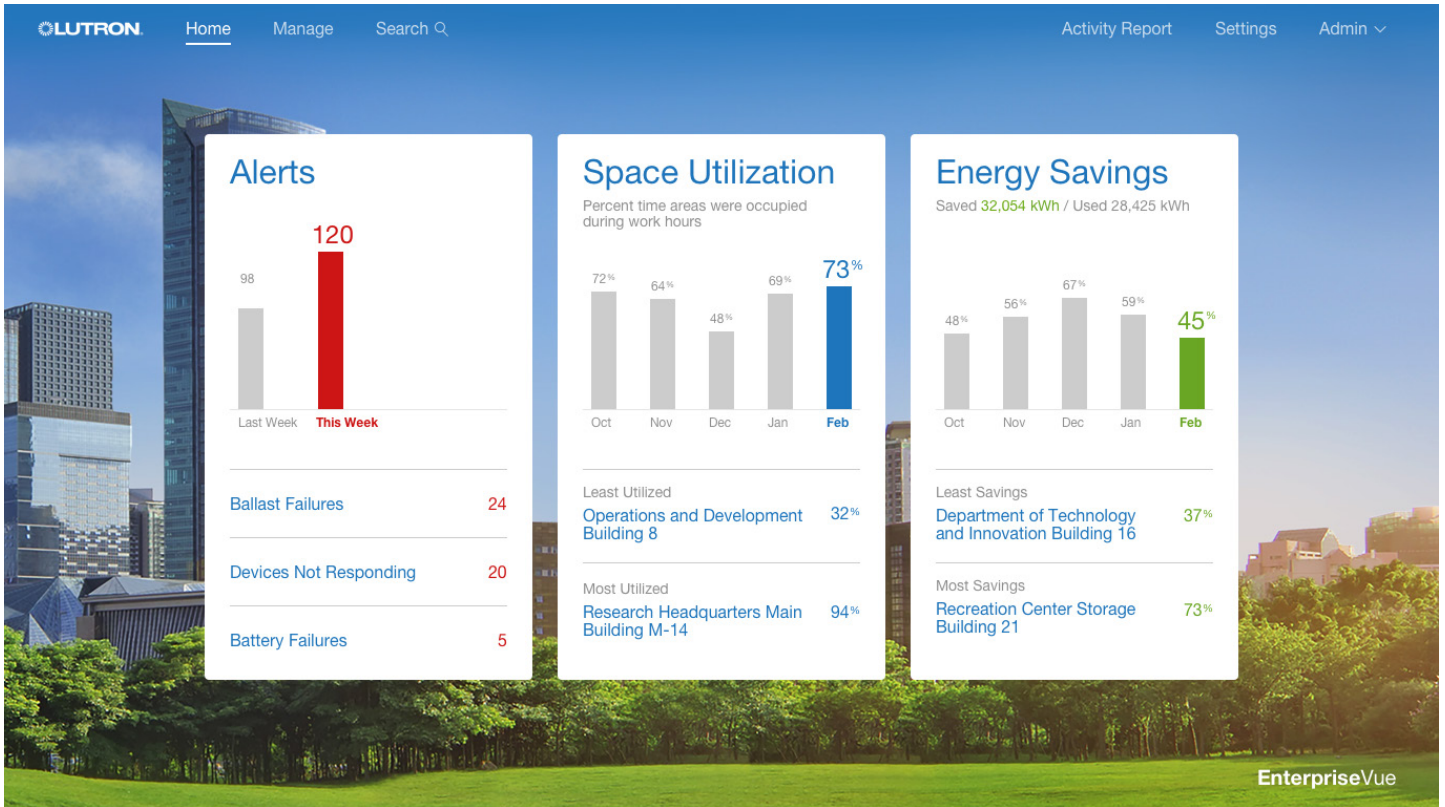 LUTRON
Home
Manage
Search
Activity Report
Settings
Admin
Alerts
120
98
Last Week
This Week
Ballast Failures
24
Devices Not Responding
20
Battery Failures
5
Space Utilization
Percent time areas were occupied
during work hours
72%
64%
48%
69%
73%
Oct
Nov
Dec
Jan
Feb
Least Utilized
Operations and Development
Building 8
32%
Most Utilized
Research Headquarters Main
Building M-14
94%
Energy Savings
Saved 32,054 kWh / Used 28,425 kWh
48%
56%
67%
59%
45%
Oct
Nov
Dec
Jan
Feb
Least Savings
Department of Technology
and Innovation Building 16
37%
Most Savings
Recreation Center Storage
Building 21
73%
EnterpriseVue